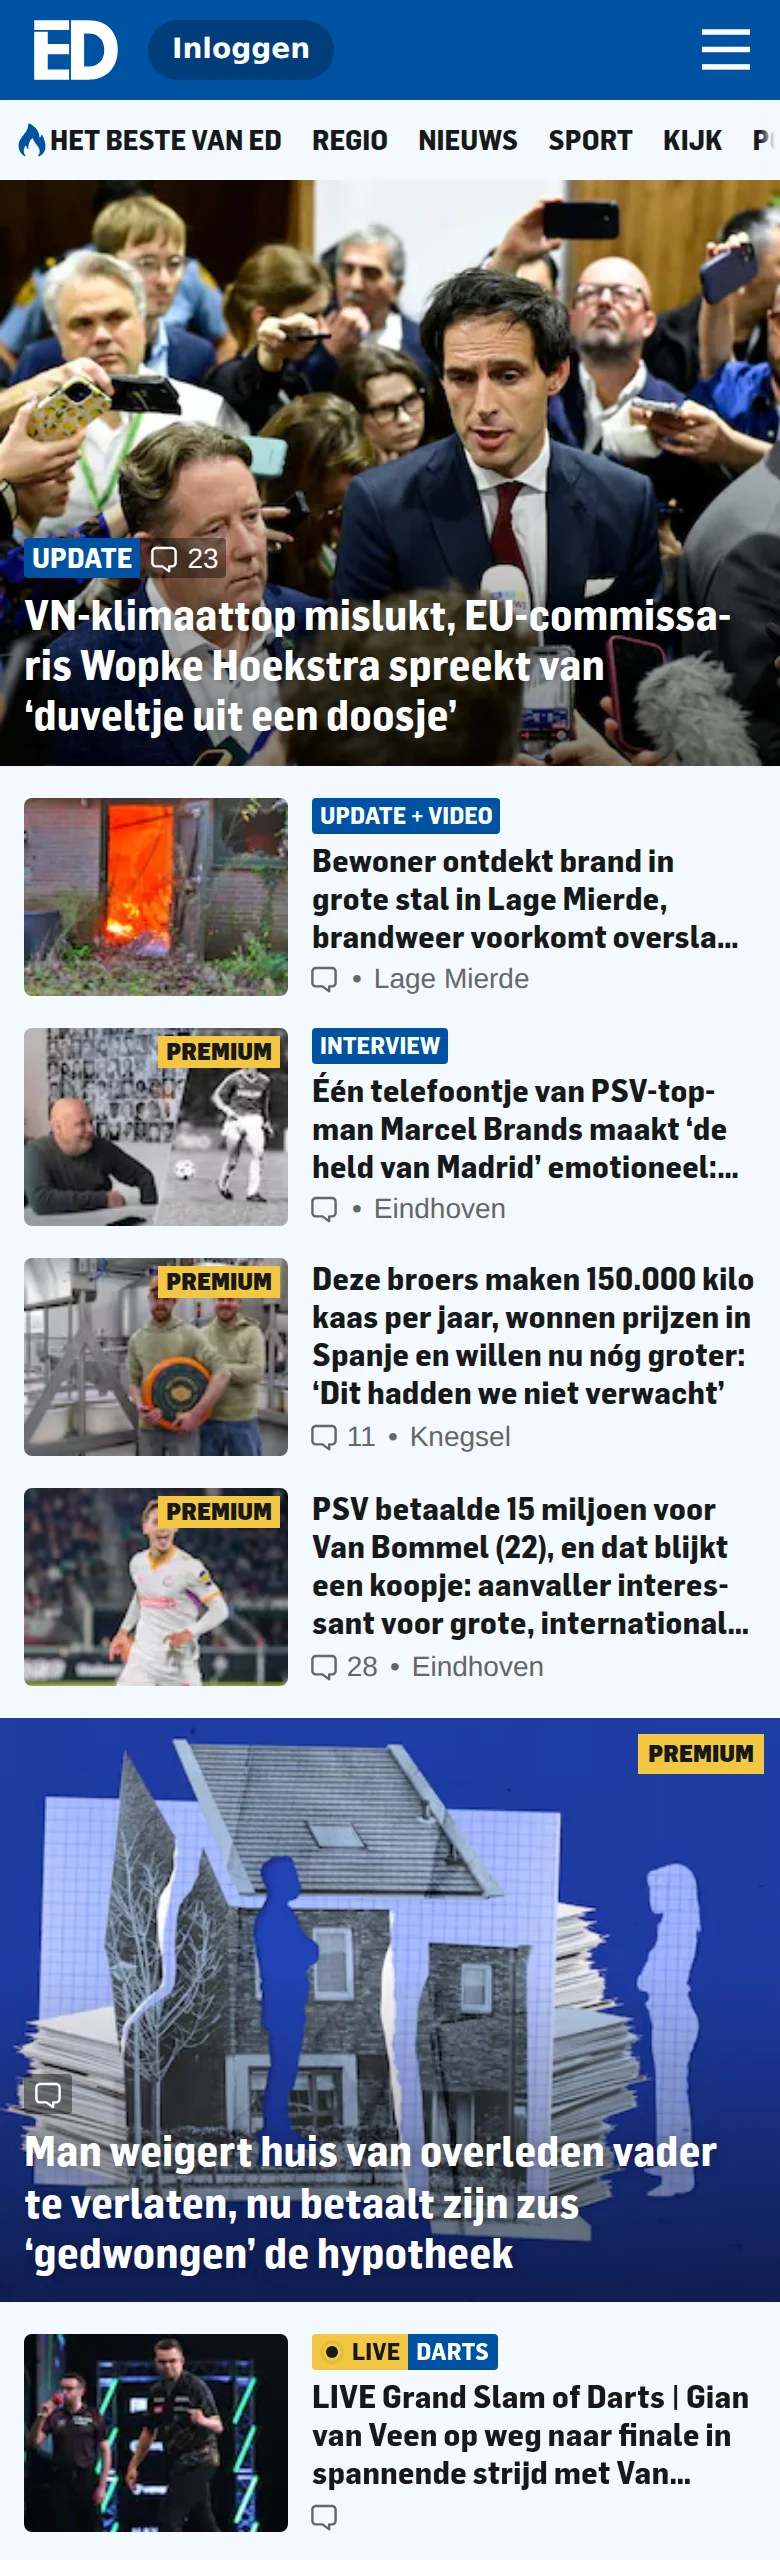 ED
Inloggen
HET BESTE VAN ED REGIO NIEUWS SPORT KIJK
UPDATE 23
VN-klimaattop mislukt, EU-commissa-
ris Wopke Hoekstra spreekt van
‘duveltje uit een doosje’
UPDATE + VIDEO
Bewoner ontdekt brand in
grote stal in Lage Mierde,
brandweer voorkomt oversla...
• Lage Mierde
PREMIUM
INTERVIEW
Één telefoontje van PSV-top-
man Marcel Brands maakt ‘de
held van Madrid’ emotioneel:...
• Eindhoven
PREMIUM
Deze broers maken 150.000 kilo
kaas per jaar, wonnen prijzen in
Spanje en willen nu nóg groter:
‘Dit hadden we niet verwacht’
11 • Knegsel
PREMIUM
PSV betaalde 15 miljoen voor
Van Bommel (22), en dat blijkt
een koopje: aanvaller interes-
sant voor grote, international...
28 • Eindhoven
PREMIUM
Man weigert huis van overleden vader
te verlaten, nu betaalt zijn zus
‘gedwongen’ de hypotheek
LIVE DARTS
LIVE Grand Slam of Darts | Gian
van Veen op weg naar finale in
spannende strijd met Van...